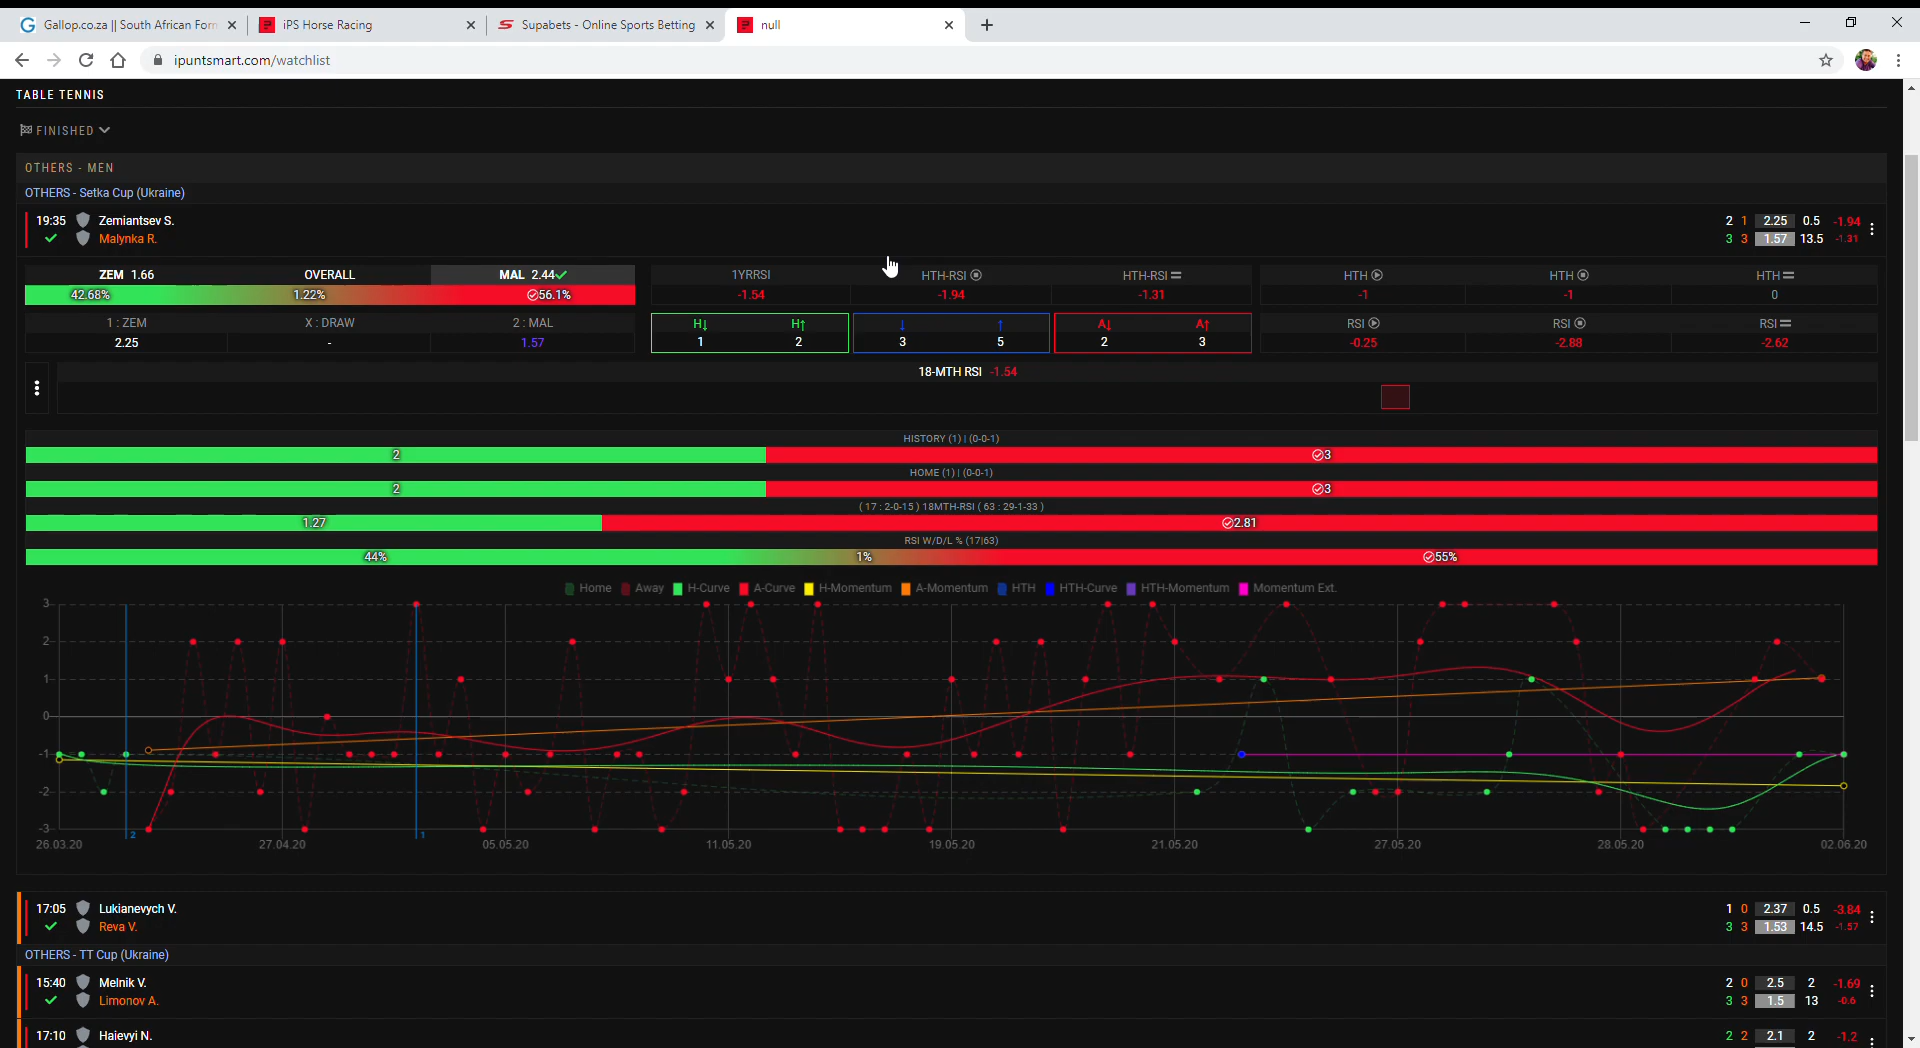 Gallop.co.za || South African Form
iPS Horse Racing
Supabets - Online Sports Betting
null
ipuntsmart.com/watchlist
TABLE TENNIS
FINISHED
OTHERS - MEN
OTHERS - Setka Cup (Ukraine)
19:35 Zemiantsev S. 2 1 2.25 0.5 -1.94
Malynka R. 3 3 1.57 13.5 -1.31
ZEM 1.66 OVERALL MAL 2.44 1YRRSI HTH-RSI HTH-RSI HTH HTH HTH
42.68% 1.22% 56.1% -1.54 -1.94 -1.31 -1 -1 0
1 : ZEM X : DRAW 2 : MAL H↓ H↑ ↓ ↑ A↓ A↑ RSI RSI RSI
2.25 - 1.57 1 2 3 5 2 3 -0.25 -2.88 -2.62
18-MTH RSI -1.54
HISTORY (1) | (0-0-1)
2 3
HOME (1) | (0-0-1)
2 3
( 17 : 2-0-15 ) 18MTH-RSI ( 63 : 29-1-33 )
1.27 2.81
RSI W/D/L % (17|63)
44% 1% 55%
Home Away H-Curve A-Curve H-Momentum A-Momentum HTH HTH-Curve HTH-Momentum Momentum Ext.
3
2
1
0
-1
-2
-3
2 1
26.03.20 27.04.20 05.05.20 11.05.20 19.05.20 21.05.20 27.05.20 28.05.20 02.06.20
17:05 Lukianevych V. 1 0 2.37 0.5 -3.84
Reva V. 3 3 1.53 14.5 -1.57
OTHERS - TT Cup (Ukraine)
15:40 Melnik V. 2 0 2.5 2 -1.69
Limonov A. 3 3 1.5 13 -0.6
17:10 Haievyi N. 2 2 2.1 2 -1.2